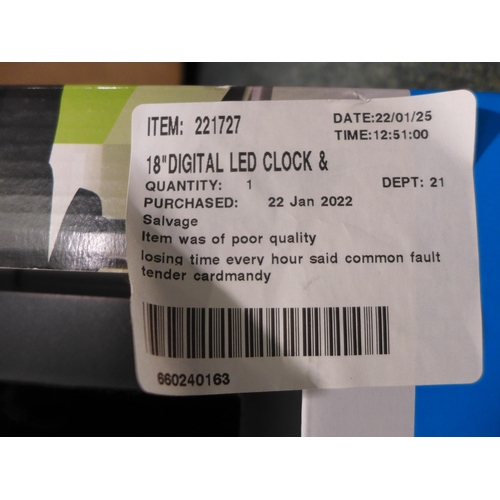 ITEM: 221727 DATE:22/01/25
TIME:12:51:00
18"DIGITAL LED CLOCK &
QUANTITY: 1 DEPT: 21
PURCHASED: 22 Jan 2022
Salvage
Item was of poor quality
losing time every hour said common fault
tender cardmandy
660240163